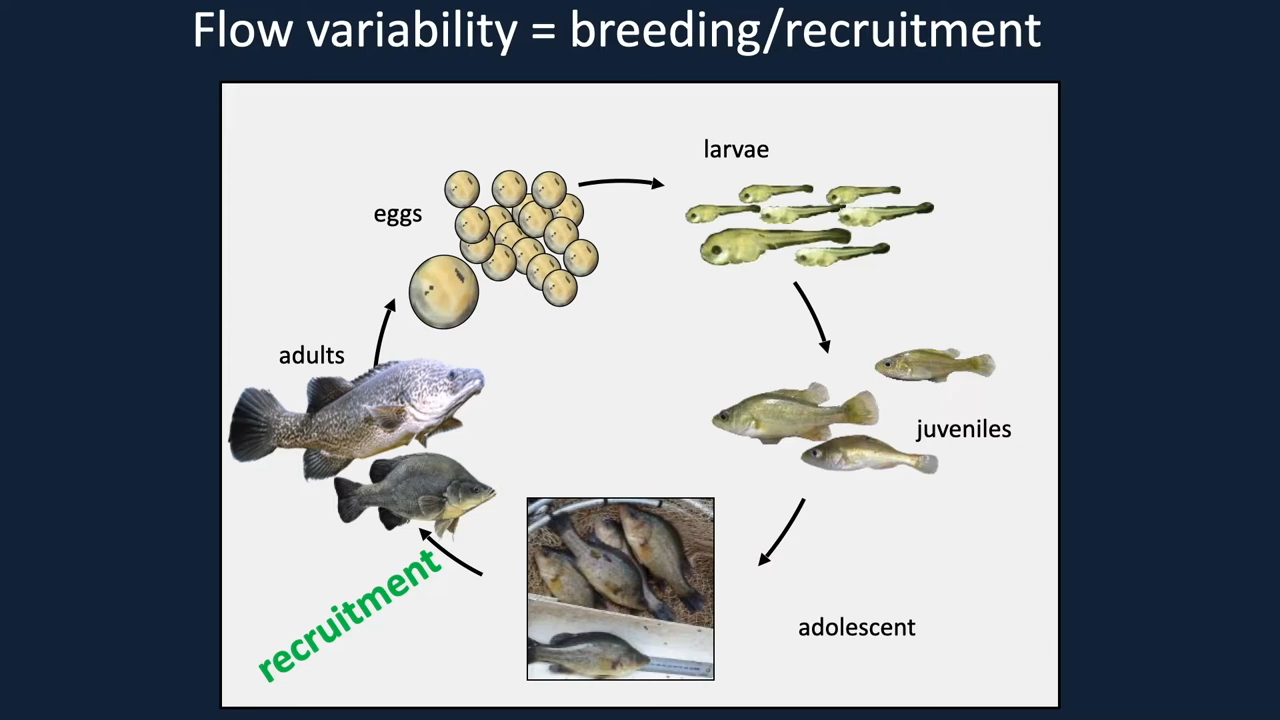 Flow variability = breeding/recruitment
larvae
eggs
adults
juveniles
recruitment
adolescent